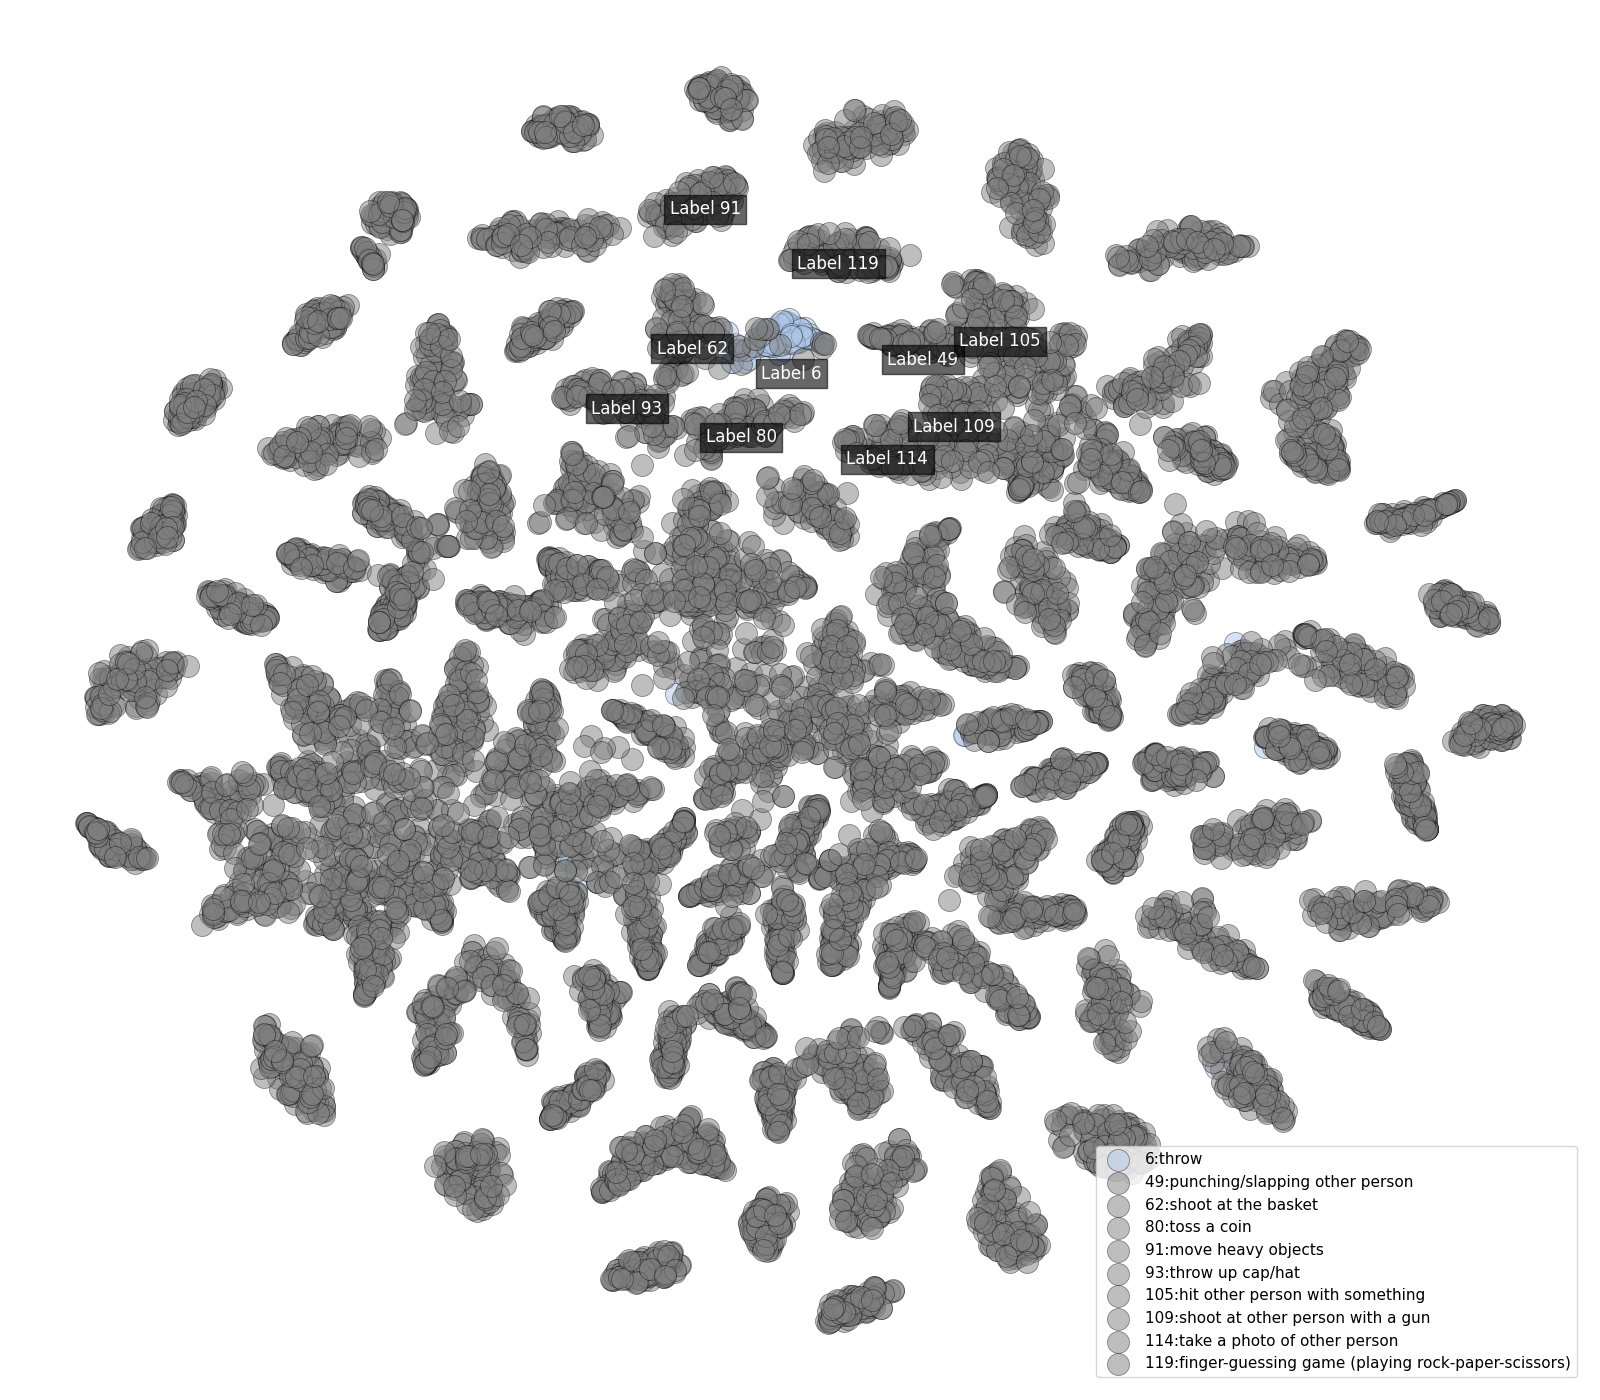 Label 91
Label 119
Label 105
Label 62
Label 49
Label 6
Label 93
Label 109
Label 80
Label 114
6:throw
49:punching/slapping other person
62:shoot at the basket
80:toss a coin
91:move heavy objects
93:throw up cap/hat
105:hit other person with something
109:shoot at other person with a gun
114:take a photo of other person
119:finger-guessing game (playing rock-paper-scissors)